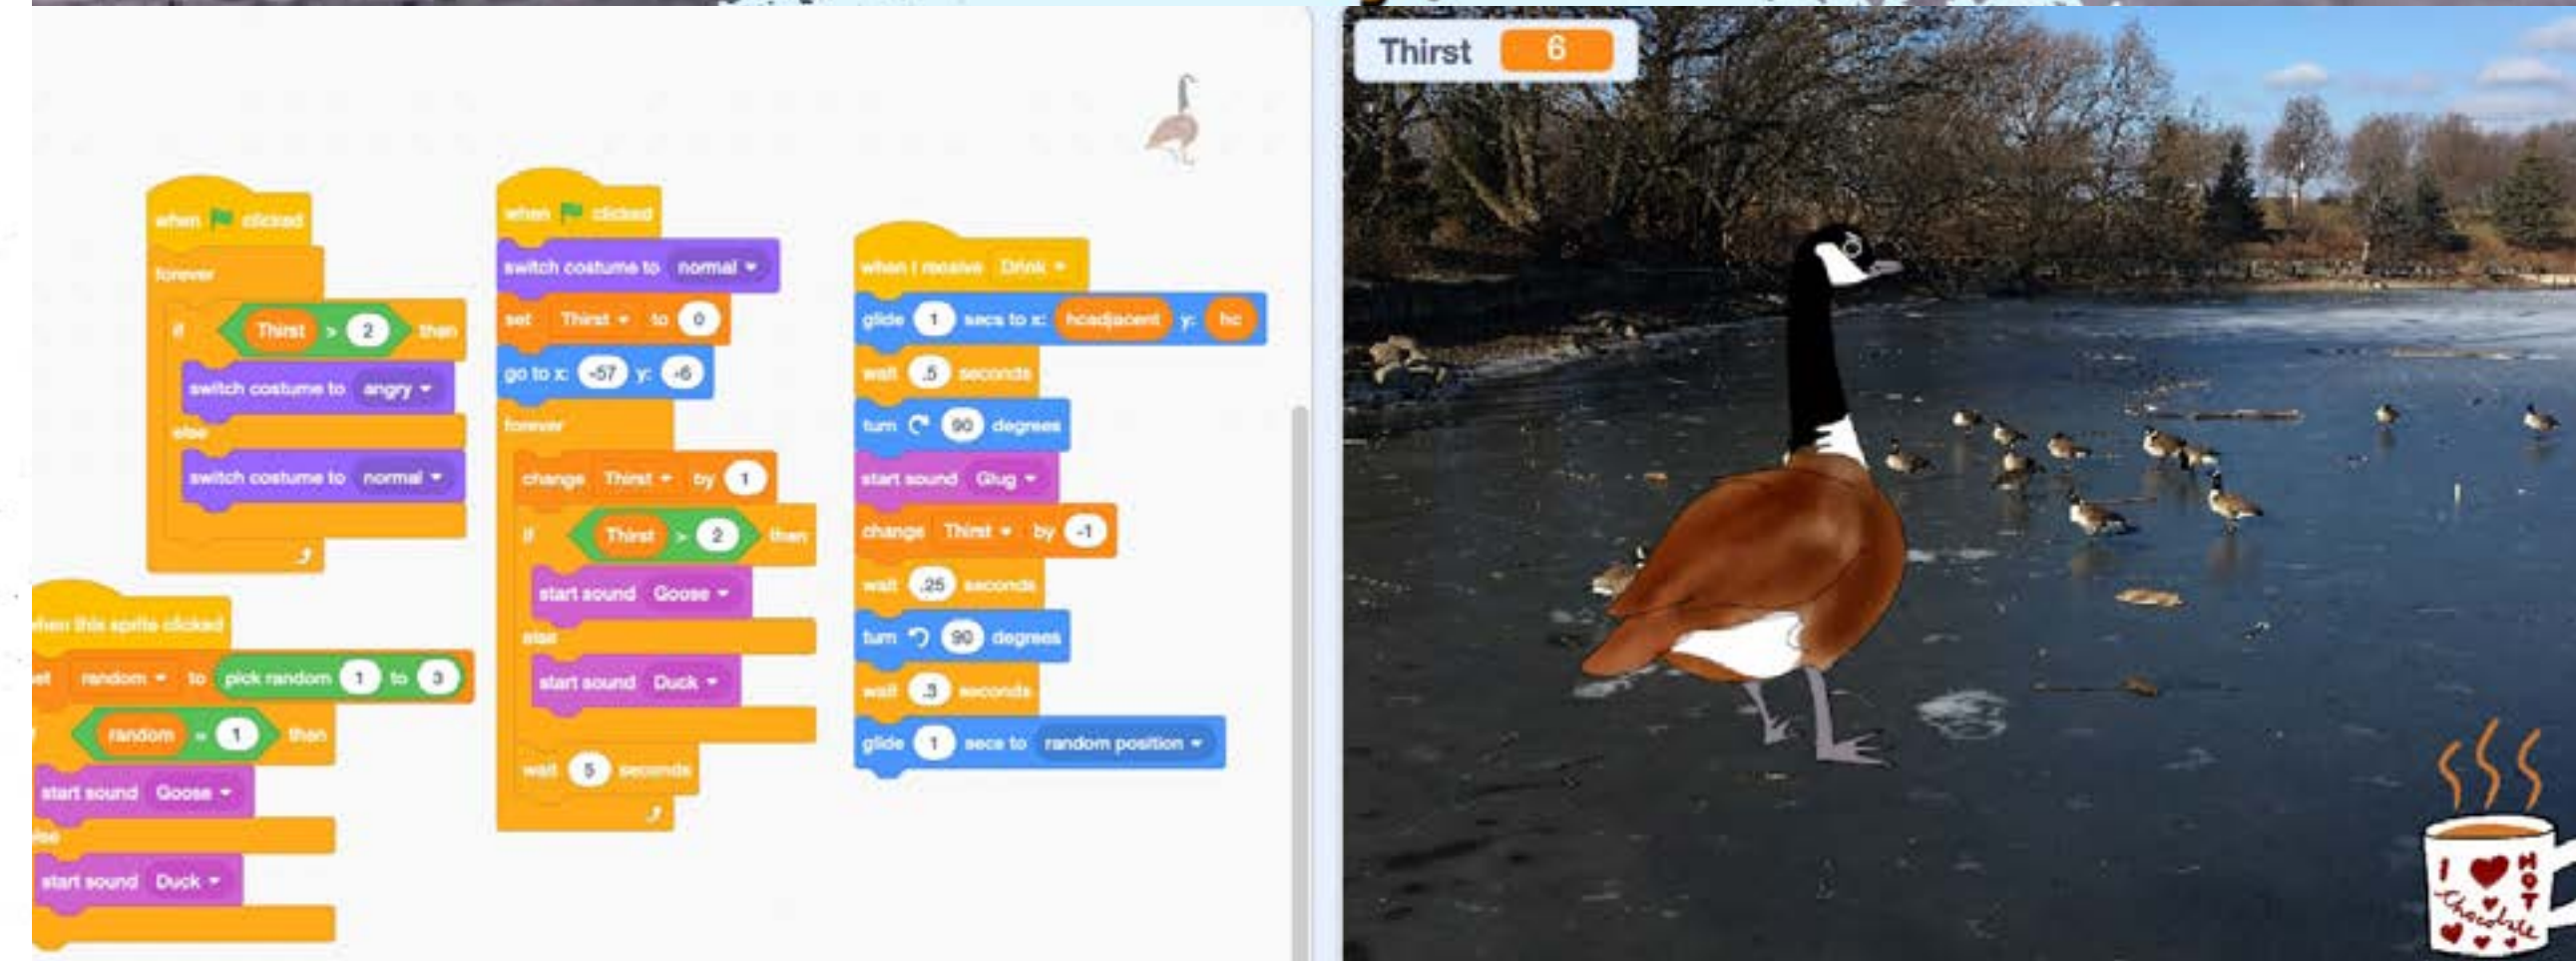 when clicked
forever
if Thirst > 2 then
switch costume to angry
else
switch costume to normal
when this sprite clicked
set random to pick random 1 to 3
random = 1 then
start sound Goose
else
start sound Duck
when clicked
switch costume to normal
set Thirst to 0
go to x: -57 y: -6
forever
change Thirst by 1
if Thirst > 2 then
start sound Goose
else
start sound Duck
wait 5 seconds
when I receive Drink
glide 1 secs to x: hcadjacent y: hc
wait .5 seconds
turn 90 degrees
start sound Glug
change Thirst by -1
wait .25 seconds
turn 90 degrees
wait .3 seconds
glide 1 secs to random position
Thirst 6
I
HOT
Chocolate